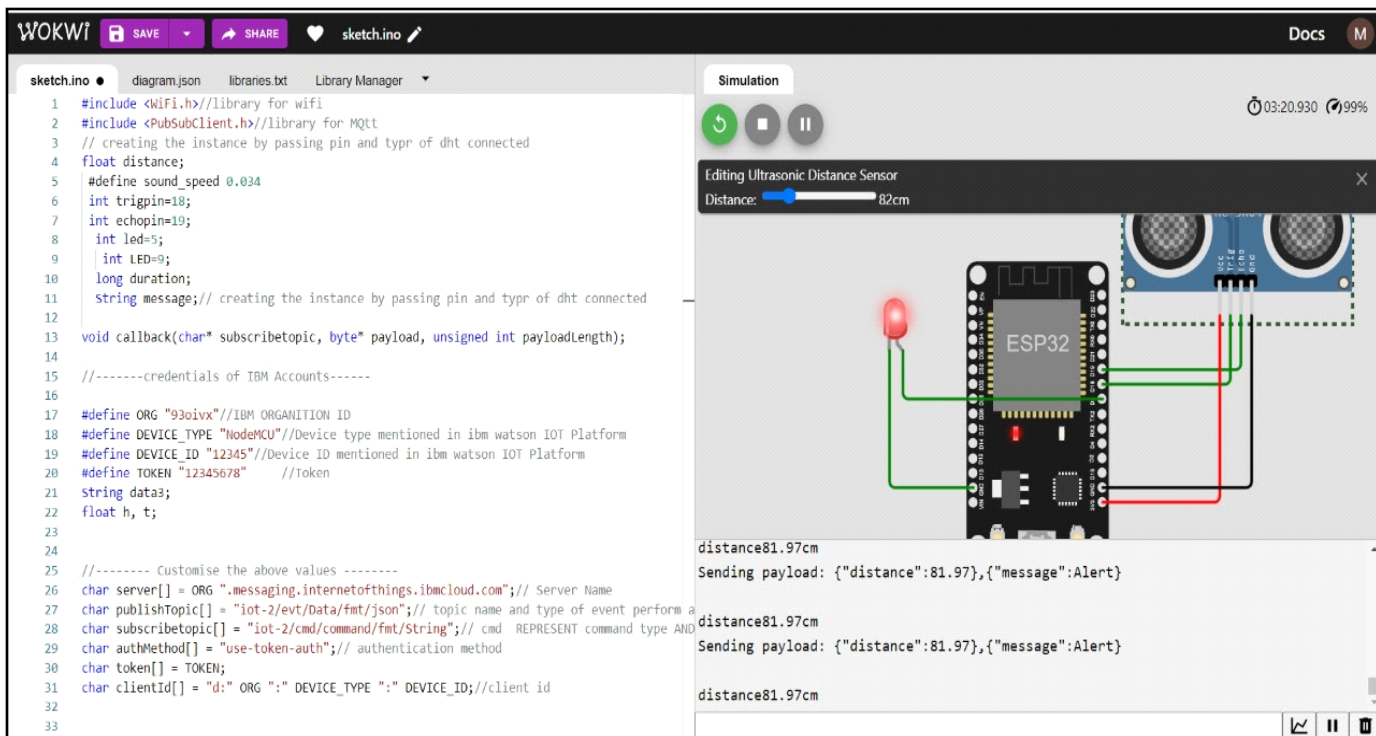 WOKWi SAVE SHARE sketch.ino Docs M
sketch.ino diagram.json libraries.txt Library Manager
1 #include <WiFi.h>//library for wifi
2 #include <PubSubClient.h>//library for MQtt
3 // creating the instance by passing pin and typr of dht connected
4 float distance;
5 #define sound_speed 0.034
6 int trigpin=18;
7 int echopin=19;
8 int led=5;
9 int LED=9;
10 long duration;
11 String message;// creating the instance by passing pin and typr of dht connected
12
13 void callback(char* subscribetopic, byte* payload, unsigned int payloadLength);
14
15 //-------credentials of IBM Accounts------
16
17 #define ORG "93oivx"//IBM ORGANITION ID
18 #define DEVICE_TYPE "NodeMCU"//Device type mentioned in ibm watson IOT Platform
19 #define DEVICE_ID "12345"//Device ID mentioned in ibm watson IOT Platform
20 #define TOKEN "12345678" //Token
21 String data3;
22 float h, t;
23
24
25 //-------- Customise the above values --------
26 char server[] = ORG ".messaging.internetofthings.ibmcloud.com";// Server Name
27 char publishTopic[] = "iot-2/evt/Data/fmt/json";// topic name and type of event perform a
28 char subscribetopic[] = "iot-2/cmd/command/fmt/String";// cmd REPRESENT command type AND
29 char authMethod[] = "use-token-auth";// authentication method
30 char token[] = TOKEN;
31 char clientId[] = "d:" ORG ":" DEVICE_TYPE ":" DEVICE_ID;//client id
32
33
Simulation
03:20.930 99%
Editing Ultrasonic Distance Sensor
Distance: 82cm
Vcc Trig Echo Gnd
ESP32
distance81.97cm
Sending payload: {"distance":81.97},{"message":Alert}
distance81.97cm
Sending payload: {"distance":81.97},{"message":Alert}
distance81.97cm